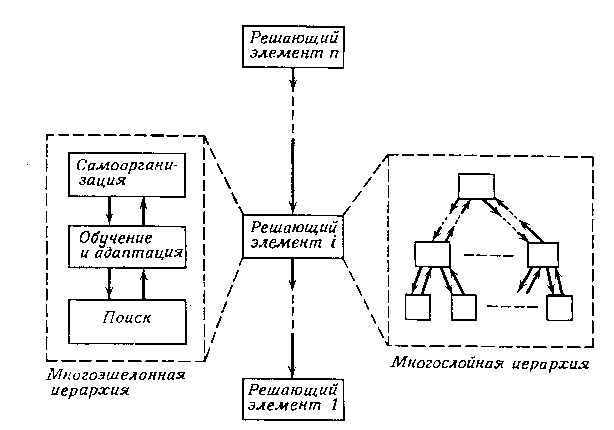 Решающий
элемент n
Самооргани-
зация
Обучение
и адаптация
Поиск
Многоэшелонная
иерархия
Решающий
элемент i
Многослойная иерархия
Решающий
элемент 1